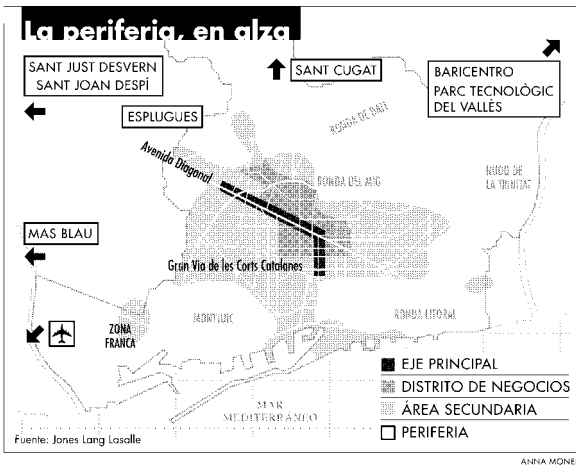 La periferia, en alza
SANT JUST DESVERN
SANT JOAN DESPÍ
SANT CUGAT
BARICENTRO
PARC TECNOLÒGIC
DEL VALLÈS
ESPLUGUES
RONDA DE DALT
Avenida Diagonal
RONDA DEL MIG
NUDO DE
LA TRINITAT
MAS BLAU
Gran Via de les Corts Catalanes
ZONA
FRANCA
MONTJUIC
RONDA LITORAL
EJE PRINCIPAL
DISTRITO DE NEGOCIOS
ÁREA SECUNDARIA
PERIFERIA
MAR
MEDITERRÁNEO
Fuente: Jones Lang Lasalle
ANNA MONE